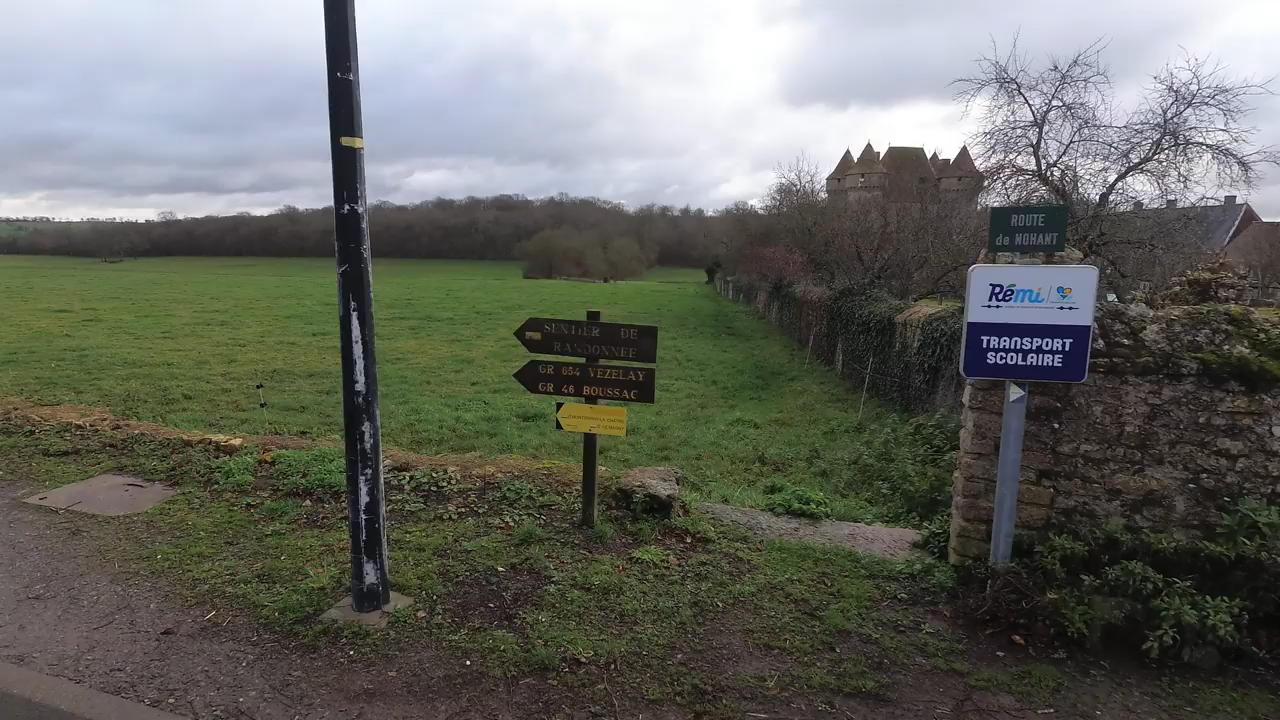 SENTIER DE
RANDONNEE
GR 654 VEZELAY
GR 46 BOUSSAC
ROUTE
de NOHANT
Rémi
TRANSPORT
SCOLAIRE